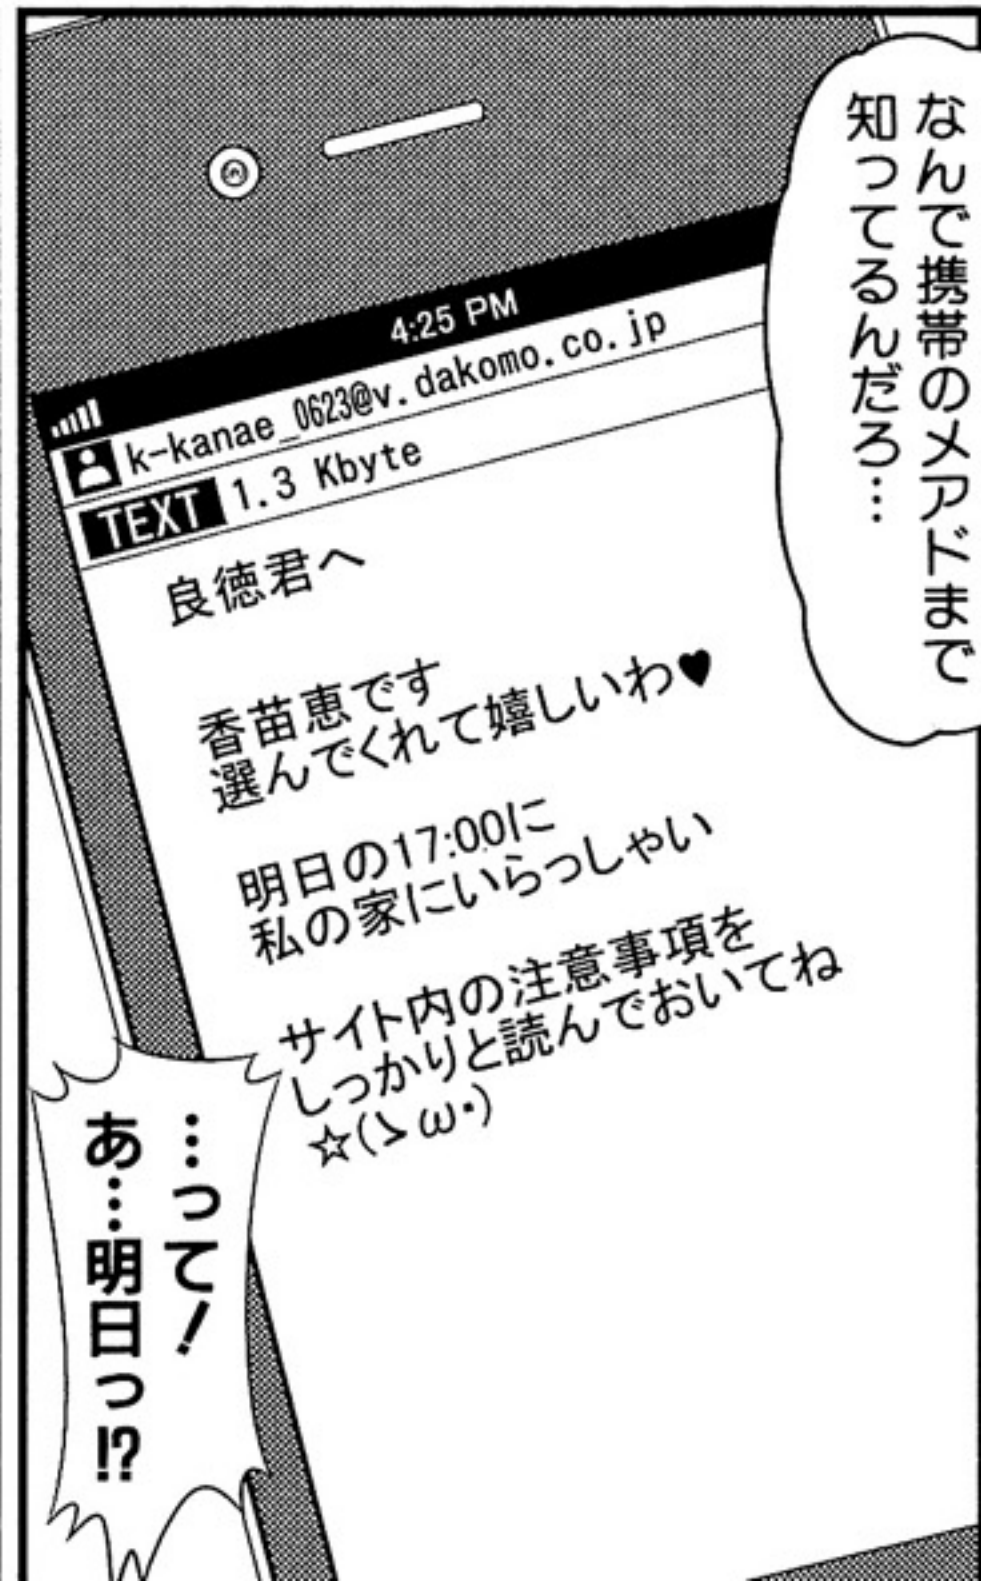 なんで携帯のメアドまで
知ってるんだろ…
4:25 PM
k-kanae_0623@v.dakomo.co.jp
TEXT 1.3 Kbyte
良徳君へ
香苗恵です
選んでくれて嬉しいわ♥
明日の17:00に
私の家にいらっしゃい
サイト内の注意事項を
しっかりと読んでおいてね
☆(ゝω･)
…って!
あ…明日っ!?